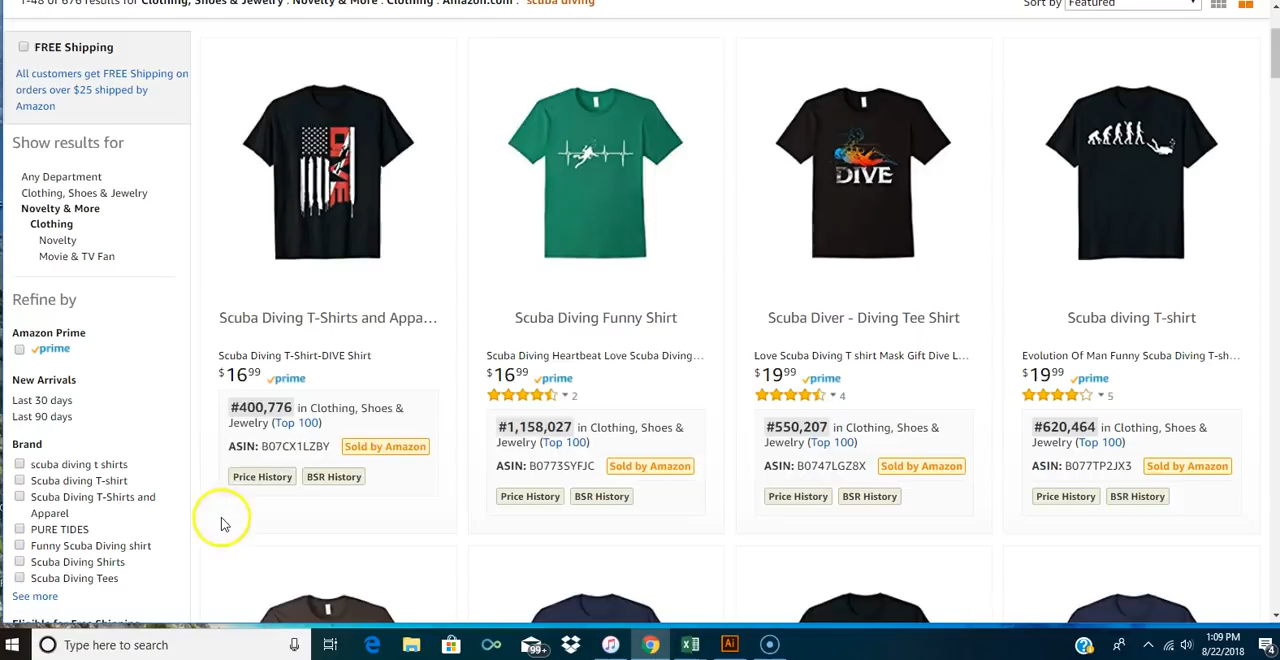 1-48 of 676 results for Clothing, Shoes & Jewelry : Novelty & More : Clothing : Amazon.com : "scuba diving"
Sort by Featured
FREE Shipping
All customers get FREE Shipping on
orders over $25 shipped by
Amazon
Show results for
Any Department
Clothing, Shoes & Jewelry
Novelty & More
Clothing
Novelty
Movie & TV Fan
Refine by
Amazon Prime
prime
New Arrivals
Last 30 days
Last 90 days
Brand
scuba diving t shirts
Scuba diving T-shirt
Scuba Diving T-Shirts and
Apparel
PURE TIDES
Funny Scuba Diving shirt
Scuba Diving Shirts
Scuba Diving Tees
See more
Eligible for Free Shipping
DIVE
Scuba Diving T-Shirts and Appa...
Scuba Diving T-Shirt-DIVE Shirt
$16.99 prime
#400,776 in Clothing, Shoes &
Jewelry (Top 100)
ASIN: B07CX1LZBY Sold by Amazon
Price History BSR History
Scuba Diving Funny Shirt
Scuba Diving Heartbeat Love Scuba Diving...
$16.99 prime
2
#1,158,027 in Clothing, Shoes &
Jewelry (Top 100)
ASIN: B0773SYFJC Sold by Amazon
Price History BSR History
DIVE
Scuba Diver - Diving Tee Shirt
Love Scuba Diving T shirt Mask Gift Dive L...
$19.99 prime
4
#550,207 in Clothing, Shoes &
Jewelry (Top 100)
ASIN: B0747LGZ8X Sold by Amazon
Price History BSR History
Scuba diving T-shirt
Evolution Of Man Funny Scuba Diving T-sh...
$19.99 prime
5
#620,464 in Clothing, Shoes &
Jewelry (Top 100)
ASIN: B077TP2JX3 Sold by Amazon
Price History BSR History
Type here to search
99+
Ai
1:09 PM
8/22/2018
4